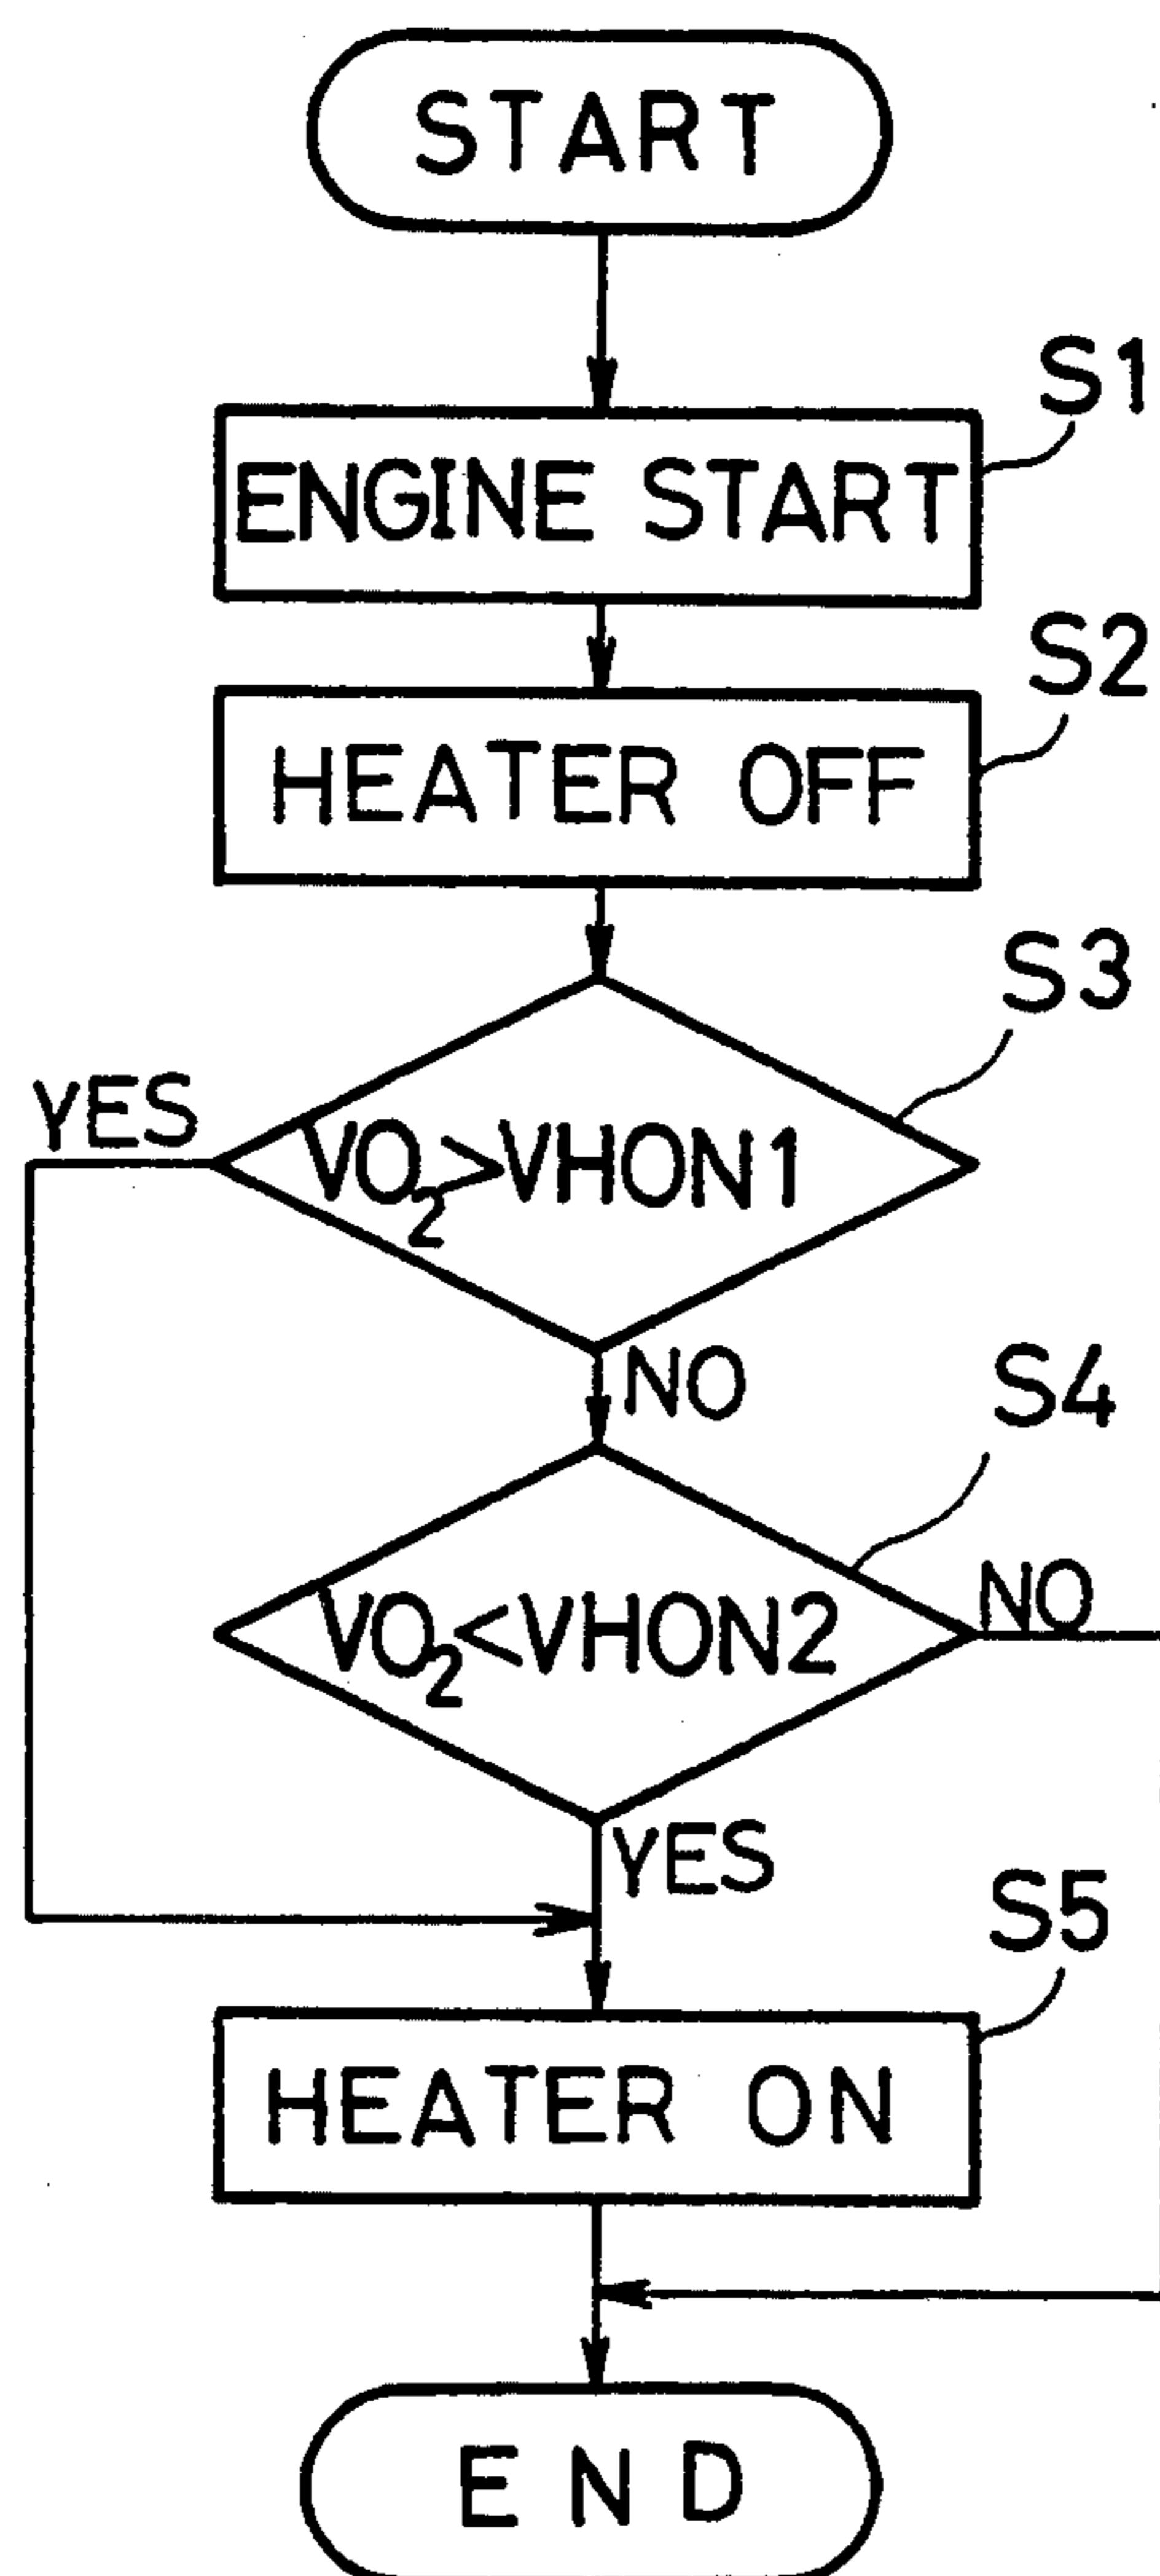 START
S1
ENGINE START
S2
HEATER OFF
S3
YES
VO₂>VHON1
NO
S4
VO₂<VHON2
NO
YES
S5
HEATER ON
END